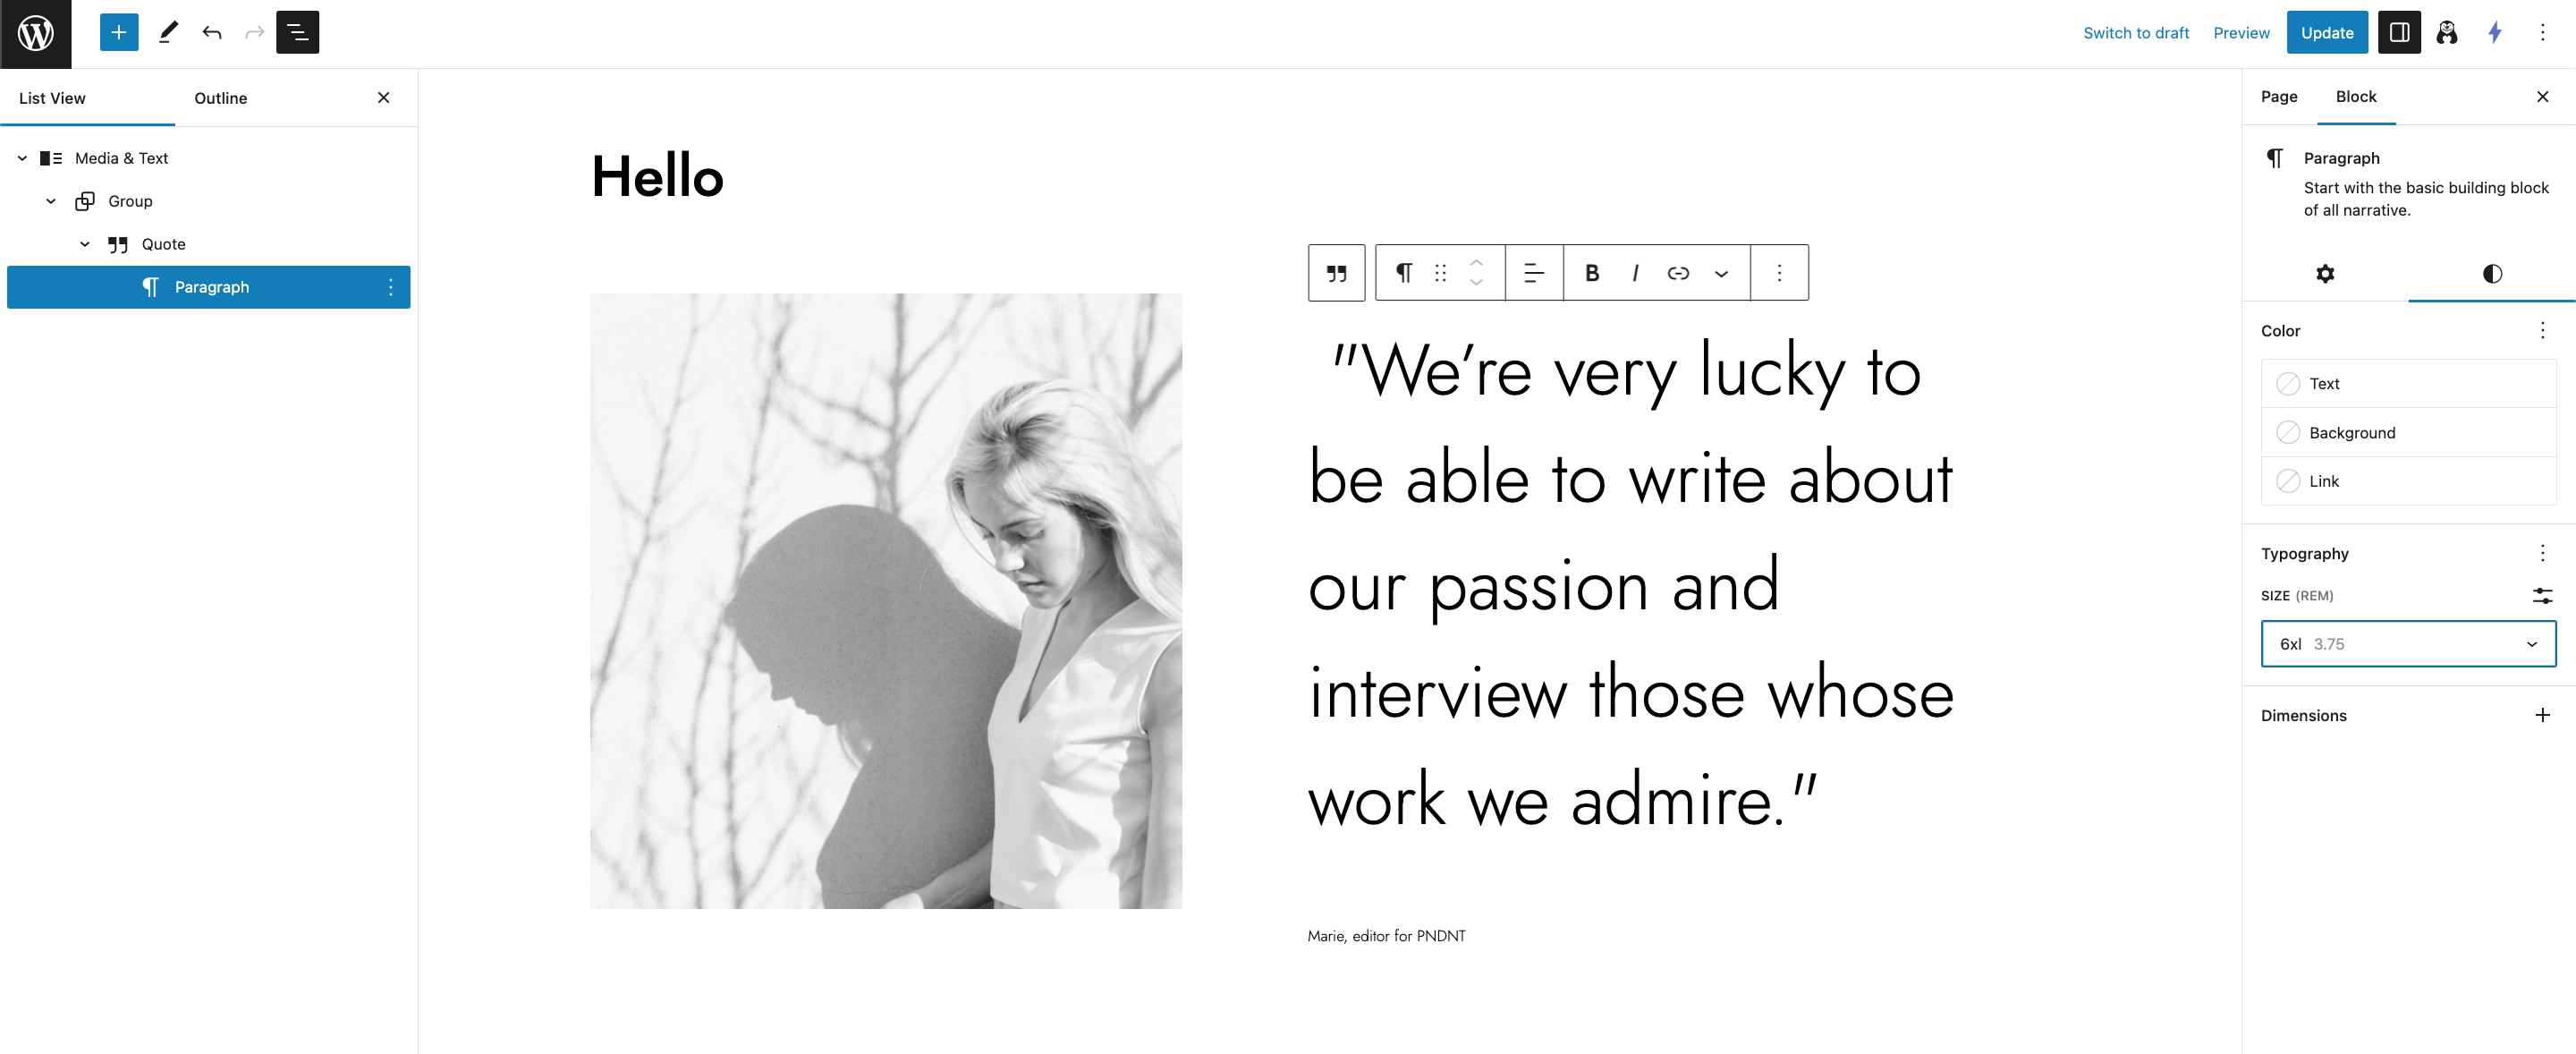 Switch to draft
Preview
Update
List View
Outline
Media & Text
Group
Quote
Paragraph
Hello
B I
"We’re very lucky to
be able to write about
our passion and
interview those whose
work we admire."
Marie, editor for PNDNT
Page
Block
Paragraph
Start with the basic building block
of all narrative.
Color
Text
Background
Link
Typography
SIZE (REM)
6xl 3.75
Dimensions